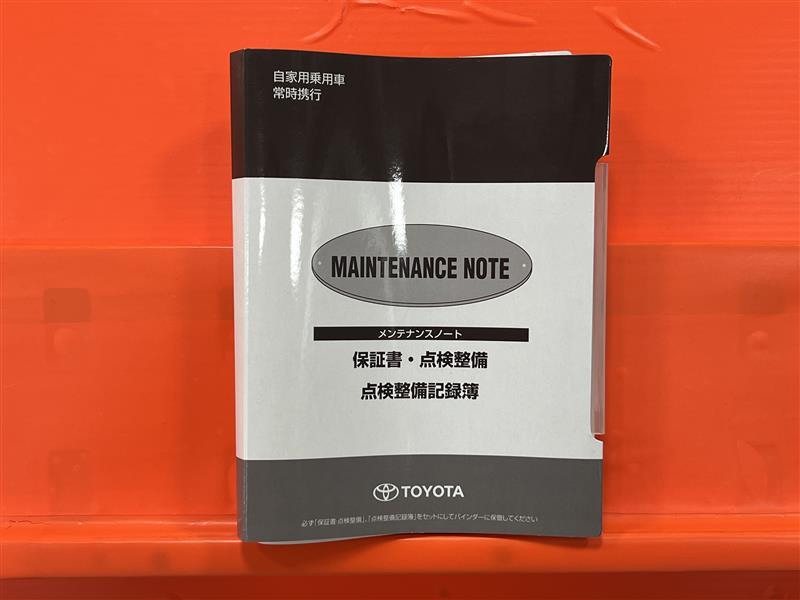 自家用乗用車
常時携行
MAINTENANCE NOTE
メンテナンスノート
保証書・点検整備
点検整備記録簿
TOYOTA
必ず「保証書 点検整備」、「点検整備記録簿」をセットにしてバインダーに保管してください